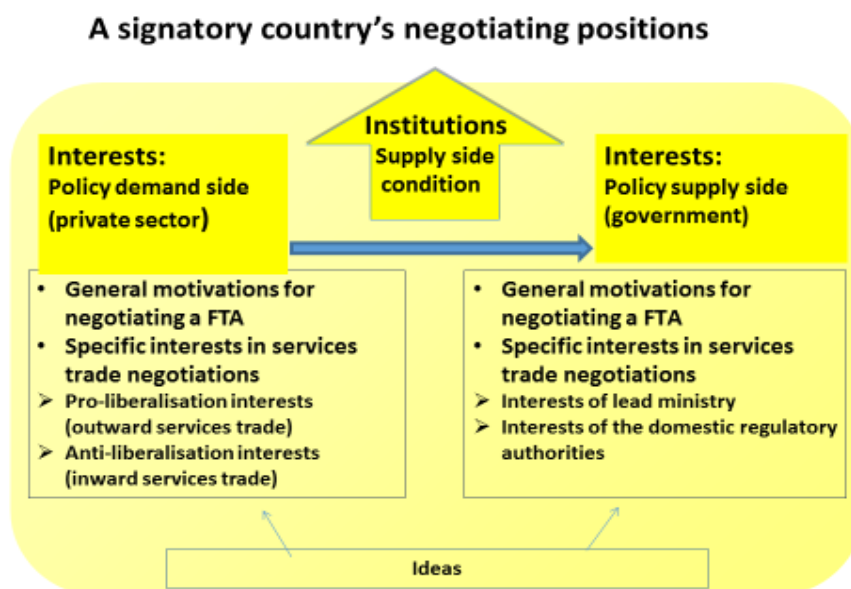 A signatory country's negotiating positions
Institutions
Supply side
condition
Interests:
Policy demand side
(private sector)
Interests:
Policy supply side
(government)
• General motivations for
negotiating a FTA
• Specific interests in services
trade negotiations
➢ Pro-liberalisation interests
(outward services trade)
➢ Anti-liberalisation interests
(inward services trade)
• General motivations for
negotiating a FTA
• Specific interests in services
trade negotiations
➢ Interests of lead ministry
➢ Interests of the domestic regulatory
authorities
Ideas